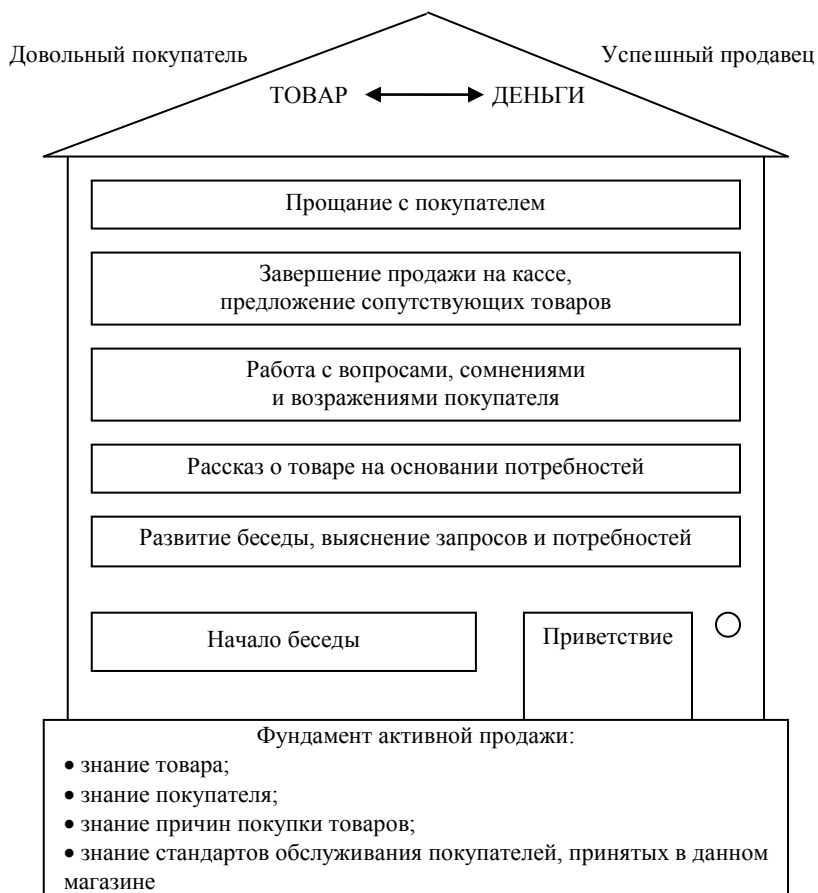 Довольный покупатель
Успешный продавец
ТОВАР ДЕНЬГИ
Прощание с покупателем
Завершение продажи на кассе,
предложение сопутствующих товаров
Работа с вопросами, сомнениями
и возражениями покупателя
Рассказ о товаре на основании потребностей
Развитие беседы, выяснение запросов и потребностей
Начало беседы
Приветствие
Фундамент активной продажи:
• знание товара;
• знание покупателя;
• знание причин покупки товаров;
• знание стандартов обслуживания покупателей, принятых в данном
магазине